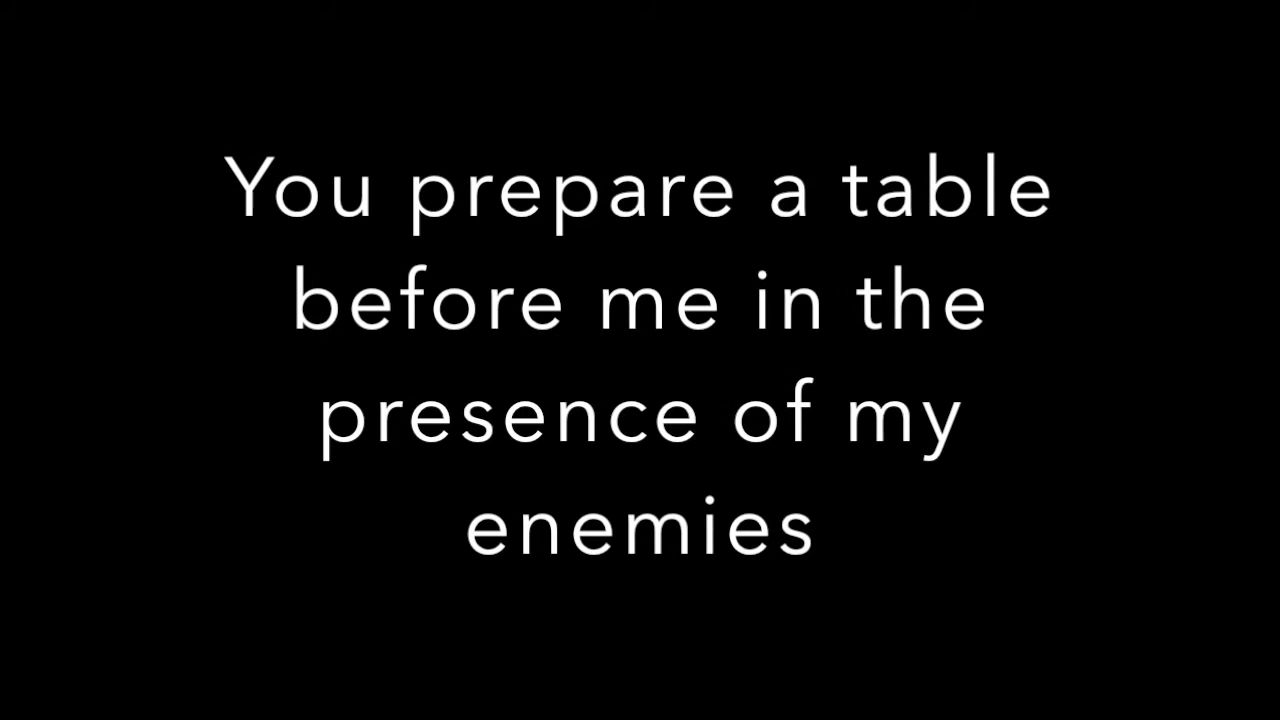 You prepare a table
before me in the
presence of my
enemies